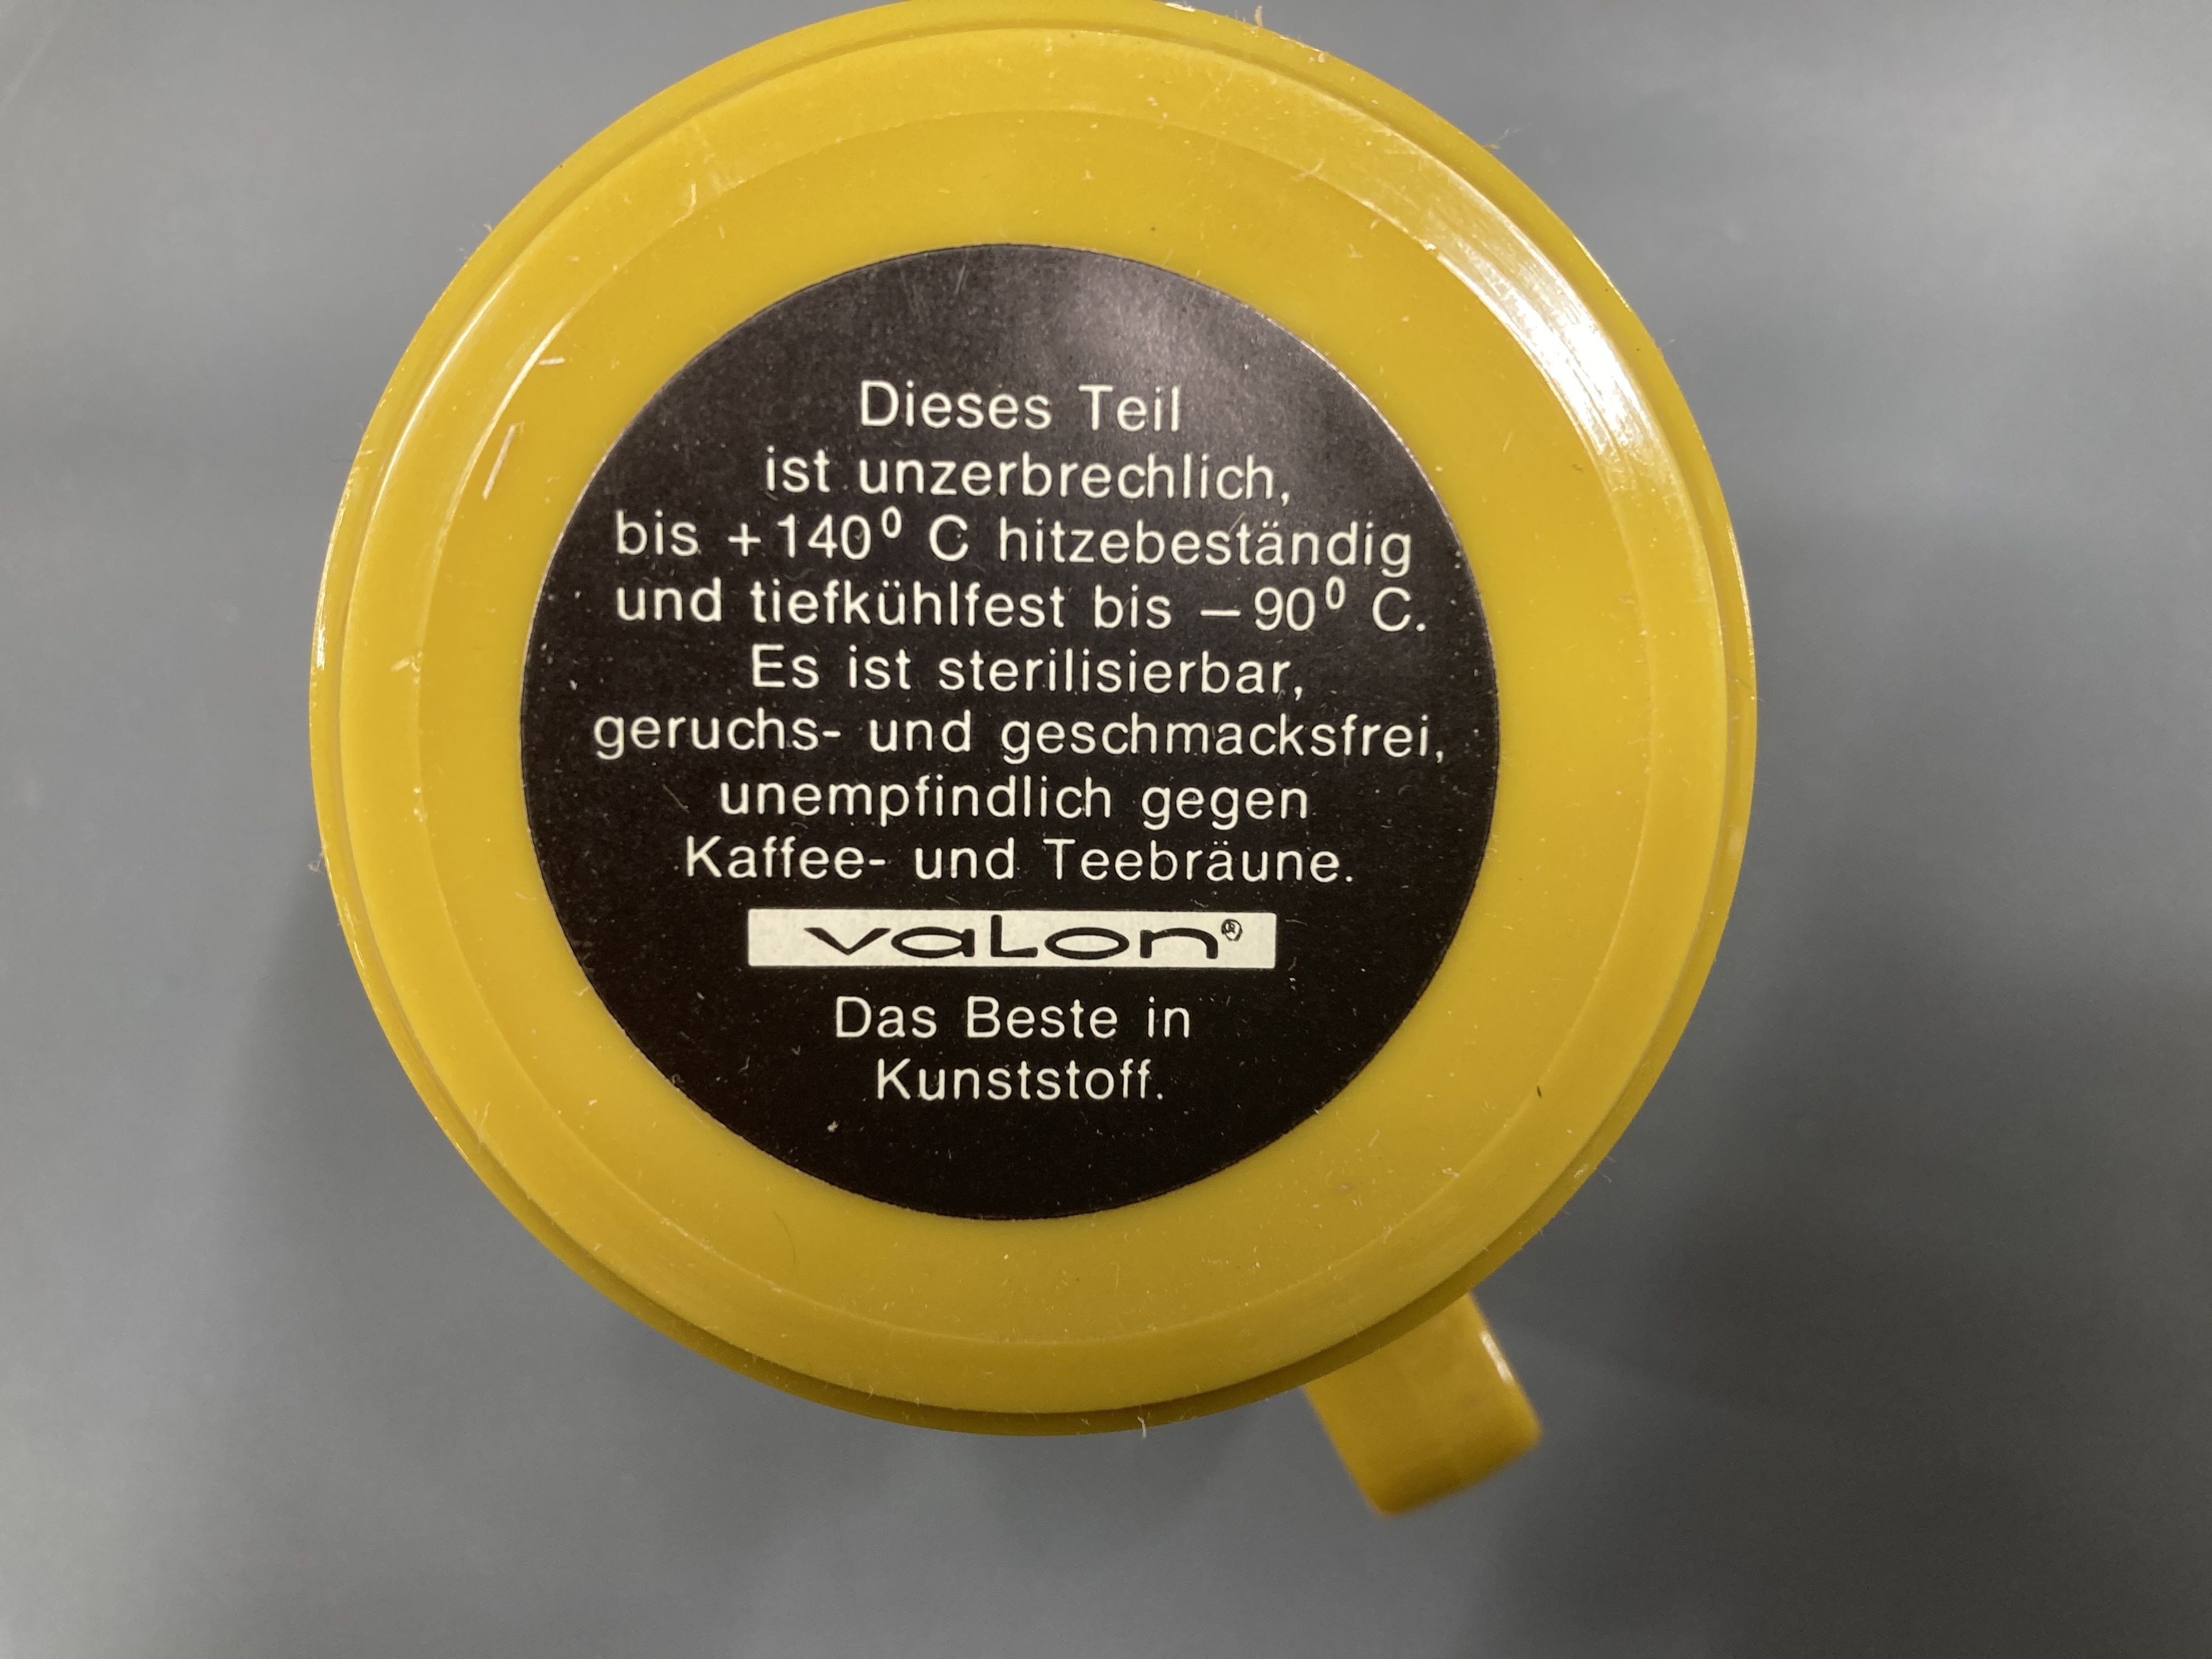 Dieses Teil
ist unzerbrechlich,
bis +140⁰ C hitzebeständig
und tiefkühlfest bis –90⁰ C.
Es ist sterilisierbar,
geruchs- und geschmacksfrei,
unempfindlich gegen
Kaffee- und Teebräune.
vaLon®
Das Beste in
Kunststoff.